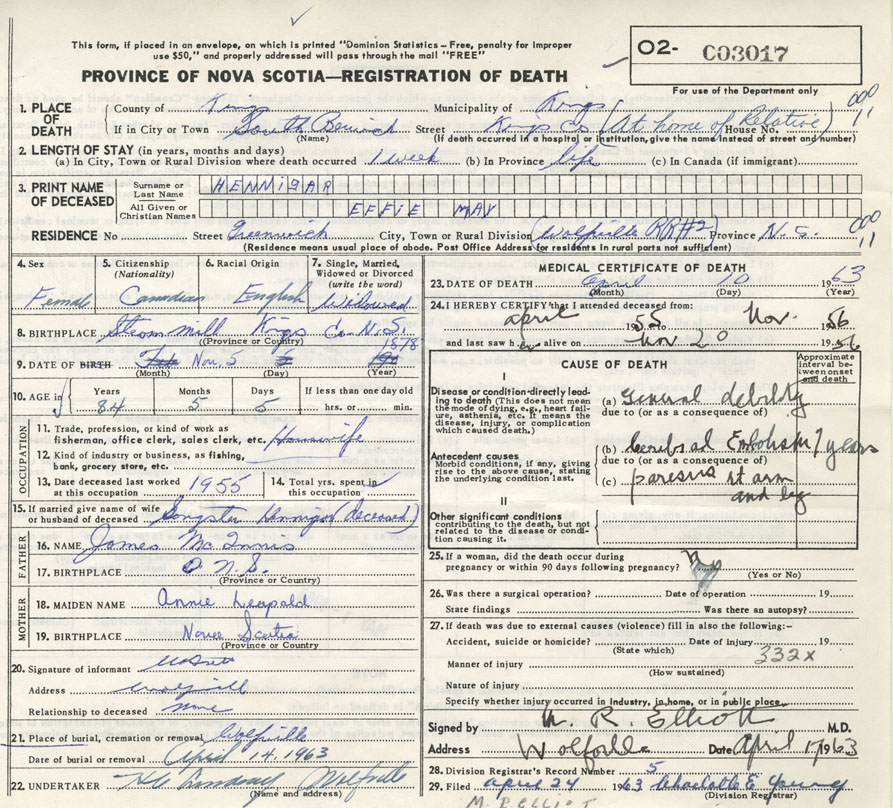 This form, if placed in an envelope, on which is printed "Dominion Statistics - Free, penalty for improper
use $50," and properly addressed will pass through the mail "FREE"
O2- C03017
PROVINCE OF NOVA SCOTIA—REGISTRATION OF DEATH
For use of the Department only
1. PLACE OF DEATH County of Kings Municipality of Kings
If in City or Town South Berwick Street Kings Co (At home of Relative) House No.
(Name) (If death occurred in a hospital or institution, give the name instead of street and number)
000
11
2. LENGTH OF STAY (in years, months and days)
(a) In City, Town or Rural Division where death occurred 1 week (b) In Province life (c) In Canada (if immigrant)
3. PRINT NAME OF DECEASED Surname or Last Name HENNIGAR
All Given or Christian Names EFFIE MAY
RESIDENCE No Street Greenwich City, Town or Rural Division (Wolfville RR#2) Province N.S.
(Residence means usual place of abode. Post Office Address for residents in rural parts not sufficient)
000
11
4. Sex Female
5. Citizenship (Nationality) Canadian
6. Racial Origin English
7. Single, Married, Widowed or Divorced (write the word) Widowed
8. BIRTHPLACE Steam mill Kings Co. N.S.
(Province or Country)
9. DATE OF BIRTH Nov. 5 1878
(Month) (Day) (Year)
10. AGE in Years 84 Months 5 Days 5 If less than one day old hrs. or min.
OCCUPATION
11. Trade, profession, or kind of work as fisherman, office clerk, sales clerk, etc. Housewife
12. Kind of industry or business, as fishing, bank, grocery store, etc.
13. Date deceased last worked at this occupation 1955 14. Total yrs. spent in this occupation
15. If married give name of wife or husband of deceased Songster Hennigar (deceased)
FATHER
16. NAME James McInnis
17. BIRTHPLACE N.S.
(Province or Country)
MOTHER
18. MAIDEN NAME Annie Leopold
19. BIRTHPLACE Nova Scotia
(Province or Country
20. Signature of informant
Address Wolfville
Relationship to deceased none
21. Place of burial, cremation or removal Wolfville
Date of burial or removal April 14, 1963
22. UNDERTAKER Wolfville
(Name and address)
MEDICAL CERTIFICATE OF DEATH
23. DATE OF DEATH April 10 1963
(Month) (Day) (Year)
24. I HEREBY CERTIFY that I attended deceased from:
april 1955 to Nov. 1956
and last saw her alive on Nov 20 1956
CAUSE OF DEATH
Approximate interval between onset and death
I
Disease or condition directly leading to death (This does not mean the mode of dying, e.g., heart failure, asthenia, etc. It means the disease, injury, or complication which caused death.)
(a) General debility
due to (or as a consequence of)
Antecedent causes
Morbid conditions, if any, giving rise to the above cause, stating the underlying condition last.
(b) Cerebral Embolism 7 years
due to (or as a consequence of)
(c) paresis rt arm
and leg
II
Other significant conditions
contributing to the death, but not related to the disease or condition causing it.
25. If a woman, did the death occur during pregnancy or within 90 days following pregnancy? no
(Yes or No)
26. Was there a surgical operation? Date of operation 19
State findings Was there an autopsy?
27. If death was due to external causes (violence) fill in also the following:-
Accident, suicide or homicide? Date of injury 19
(State which) 332x
Manner of injury
(How sustained)
Nature of injury
Specify whether injury occurred in industry, in home, or in public place
Signed by R. Elliott M.D.
Address Wolfville Date April 17 1963
28. Division Registrar's Record Number 5
29. Filed april 24 1963 Charlotte E. Young
(Division Registrar)